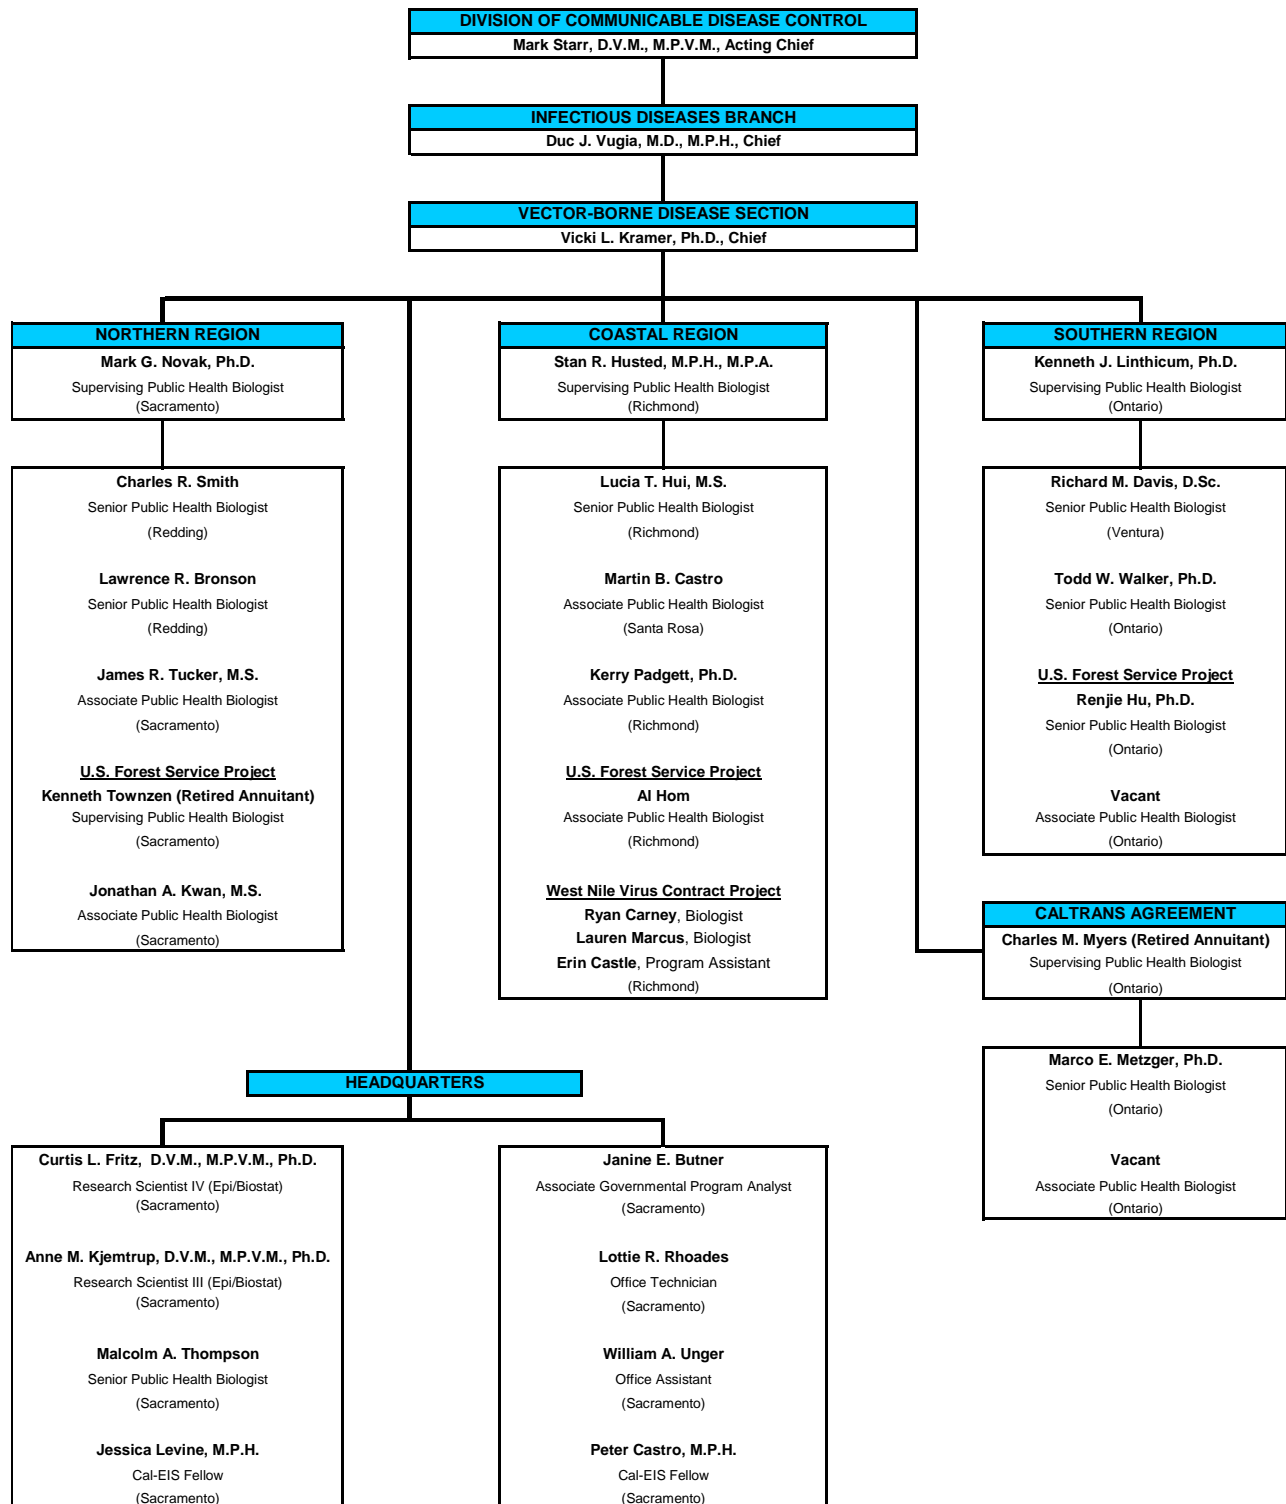 DIVISION OF COMMUNICABLE DISEASE CONTROL
Mark Starr, D.V.M., M.P.V.M., Acting Chief
INFECTIOUS DISEASES BRANCH
Duc J. Vugia, M.D., M.P.H., Chief
VECTOR-BORNE DISEASE SECTION
Vicki L. Kramer, Ph.D., Chief
NORTHERN REGION
Mark G. Novak, Ph.D.
Supervising Public Health Biologist
(Sacramento)
Charles R. Smith
Senior Public Health Biologist
(Redding)
Lawrence R. Bronson
Senior Public Health Biologist
(Redding)
James R. Tucker, M.S.
Associate Public Health Biologist
(Sacramento)
U.S. Forest Service Project
Kenneth Townzen (Retired Annuitant)
Supervising Public Health Biologist
(Sacramento)
Jonathan A. Kwan, M.S.
Associate Public Health Biologist
(Sacramento)
COASTAL REGION
Stan R. Husted, M.P.H., M.P.A.
Supervising Public Health Biologist
(Richmond)
Lucia T. Hui, M.S.
Senior Public Health Biologist
(Richmond)
Martin B. Castro
Associate Public Health Biologist
(Santa Rosa)
Kerry Padgett, Ph.D.
Associate Public Health Biologist
(Richmond)
U.S. Forest Service Project
Al Hom
Associate Public Health Biologist
(Richmond)
West Nile Virus Contract Project
Ryan Carney, Biologist
Lauren Marcus, Biologist
Erin Castle, Program Assistant
(Richmond)
SOUTHERN REGION
Kenneth J. Linthicum, Ph.D.
Supervising Public Health Biologist
(Ontario)
Richard M. Davis, D.Sc.
Senior Public Health Biologist
(Ventura)
Todd W. Walker, Ph.D.
Senior Public Health Biologist
(Ontario)
U.S. Forest Service Project
Renjie Hu, Ph.D.
Senior Public Health Biologist
(Ontario)
Vacant
Associate Public Health Biologist
(Ontario)
CALTRANS AGREEMENT
Charles M. Myers (Retired Annuitant)
Supervising Public Health Biologist
(Ontario)
Marco E. Metzger, Ph.D.
Senior Public Health Biologist
(Ontario)
Vacant
Associate Public Health Biologist
(Ontario)
HEADQUARTERS
Curtis L. Fritz, D.V.M., M.P.V.M., Ph.D.
Research Scientist IV (Epi/Biostat)
(Sacramento)
Anne M. Kjemtrup, D.V.M., M.P.V.M., Ph.D.
Research Scientist III (Epi/Biostat)
(Sacramento)
Malcolm A. Thompson
Senior Public Health Biologist
(Sacramento)
Jessica Levine, M.P.H.
Cal-EIS Fellow
(Sacramento)
Janine E. Butner
Associate Governmental Program Analyst
(Sacramento)
Lottie R. Rhoades
Office Technician
(Sacramento)
William A. Unger
Office Assistant
(Sacramento)
Peter Castro, M.P.H.
Cal-EIS Fellow
(Sacramento)